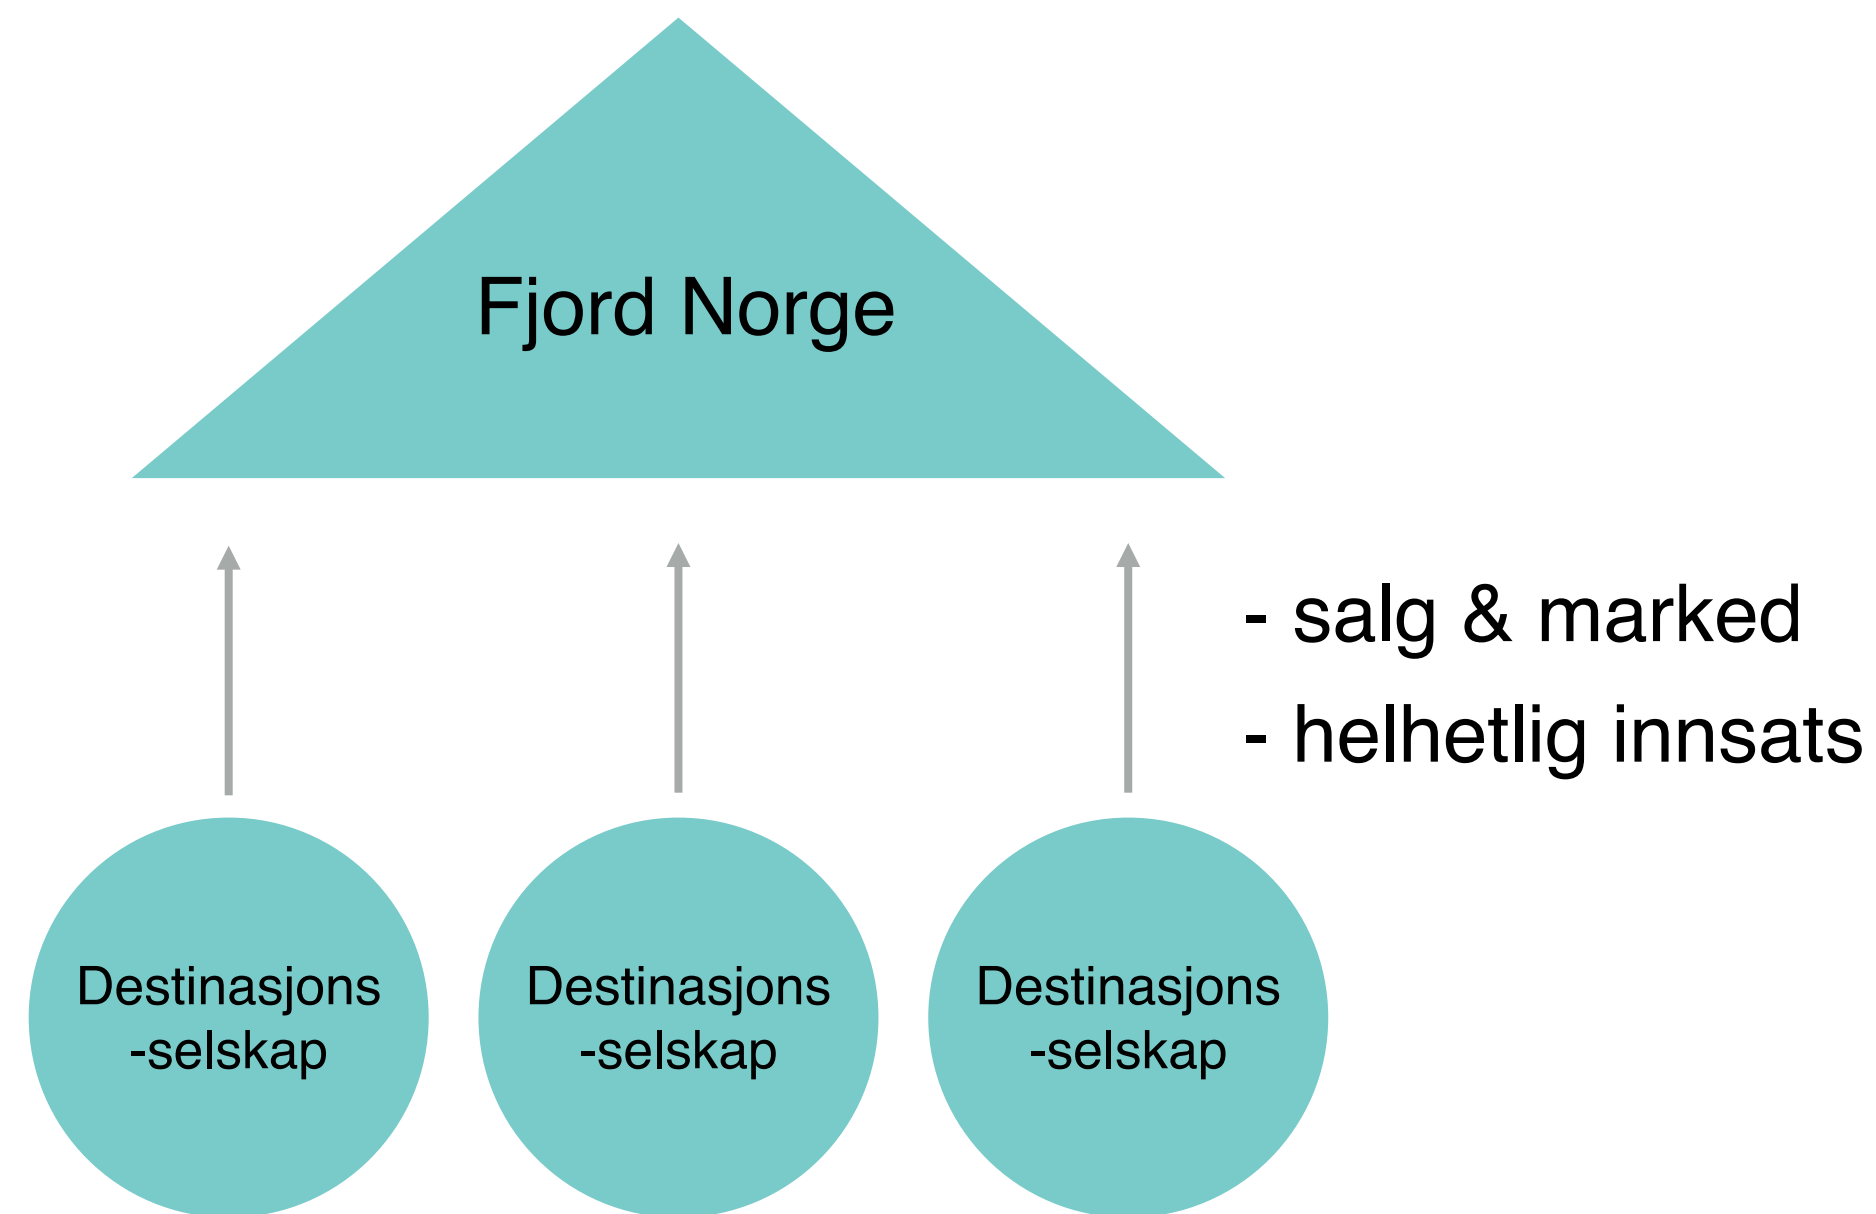 Fjord Norge
- salg & marked
- helhetlig innsats
Destinasjons
-selskap
Destinasjons
-selskap
Destinasjons
-selskap